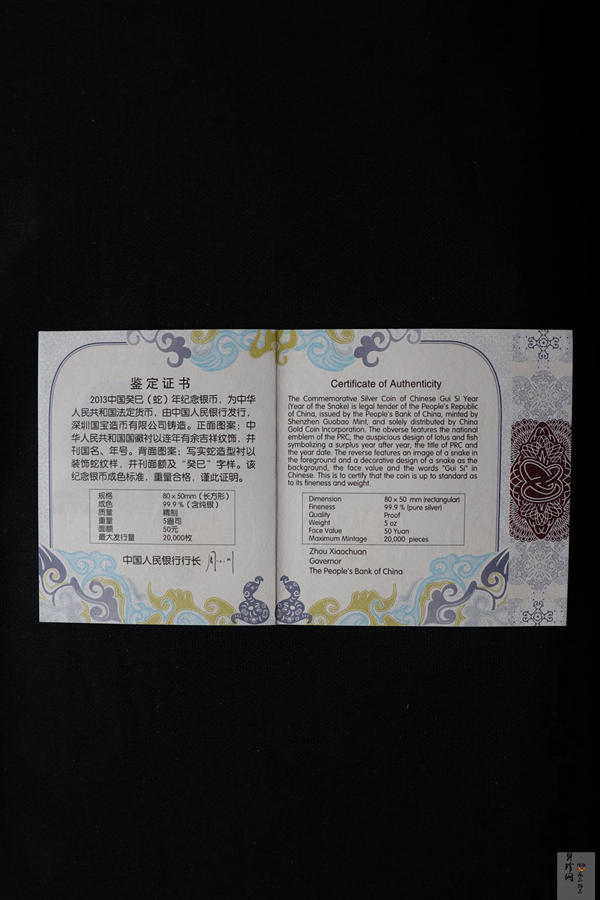 鉴定证书
2013中国癸巳（蛇）年纪念银币，为中华
人民共和国法定货币，由中国人民银行发行，
深圳国宝造币有限公司铸造。正面图案：中
华人民共和国国徽衬以连年有余吉祥纹饰，并
刊国名、年号。背面图案：写实蛇造型衬以
装饰蛇纹样，并刊面额及“癸巳”字样。该
纪念银币成色标准，重量合格，谨此证明。
规格 80×50mm（长方形）
成色 99.9%（含纯银）
质量 精制
重量 5盎司
面额 50元
最大发行量 20,000枚
中国人民银行行长
Certificate of Authenticity
The Commemorative Silver Coin of Chinese Gui Si Year
(Year of the Snake) is legal tender of the People's Republic
of China, issued by the People's Bank of China, minted by
Shenzhen Guobao Mint, and solely distributed by China
Gold Coin Incorporation. The obverse features the national
emblem of the PRC, the auspicious design of lotus and fish
symbolizing a surplus year after year, the title of PRC and
the year date. The reverse features an image of a snake in
the foreground and a decorative design of a snake as the
background, the face value and the words "Gui Si" in
Chinese. This is to certify that the coin is up to standard as
to its fineness and weight.
Dimension 80×50 mm (rectangular)
Fineness 99.9% (pure silver)
Quality Proof
Weight 5 oz
Face Value 50 Yuan
Maximum Mintage 20,000 pieces
Zhou Xiaochuan
Governor
The People's Bank of China